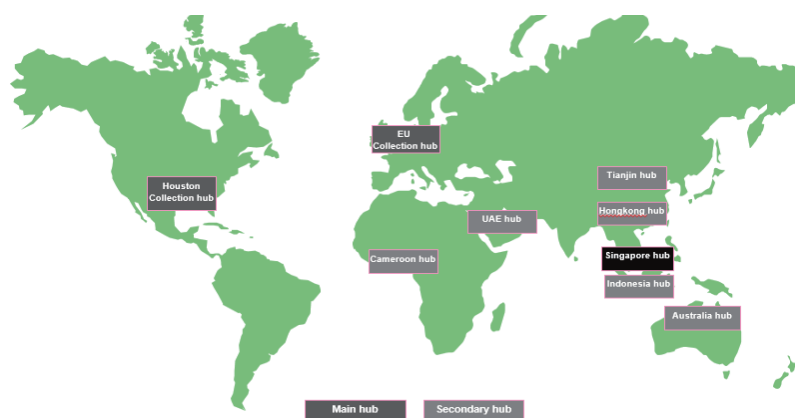 EU
Collection hub
Tianjin hub
Houston
Collection hub
Hongkong hub
UAE hub
Cameroon hub
Singapore hub
Indonesia hub
Australia hub
Main hub
Secondary hub